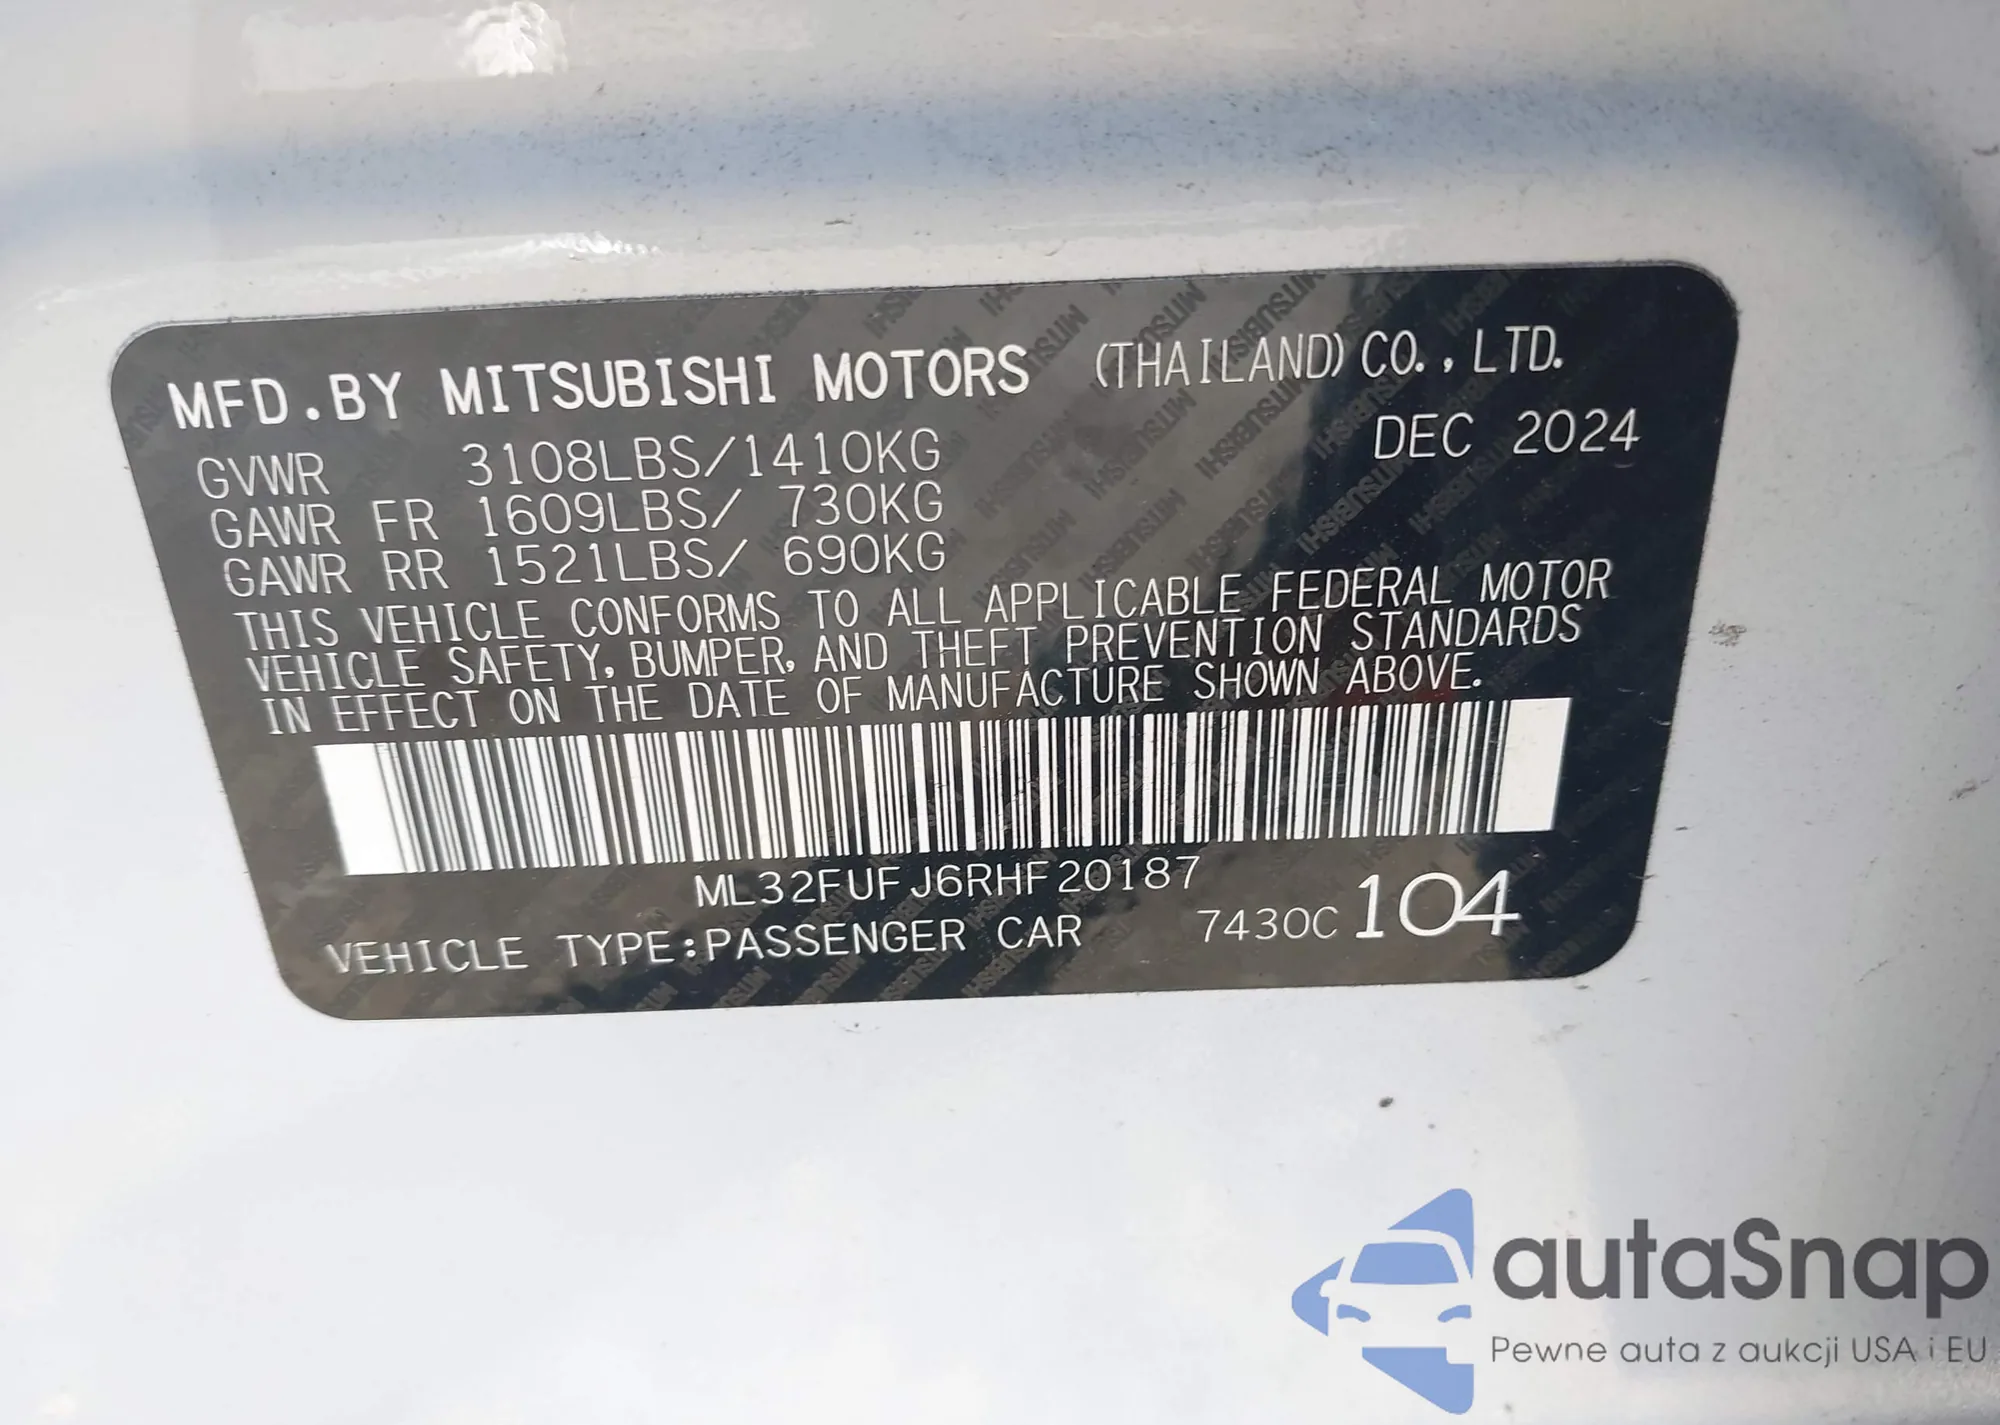 MFD.BY MITSUBISHI MOTORS (THAILAND) CO., LTD.
DEC 2024
GVWR 3108LBS/1410KG
GAWR FR 1609LBS/ 730KG
GAWR RR 1521LBS/ 690KG
THIS VEHICLE CONFORMS TO ALL APPLICABLE FEDERAL MOTOR
VEHICLE SAFETY, BUMPER, AND THEFT PREVENTION STANDARDS
IN EFFECT ON THE DATE OF MANUFACTURE SHOWN ABOVE.
ML32FUFJ6RHF20187
VEHICLE TYPE:PASSENGER CAR 7430C 104
autaSnap
Pewne auta z aukcji USA i EU